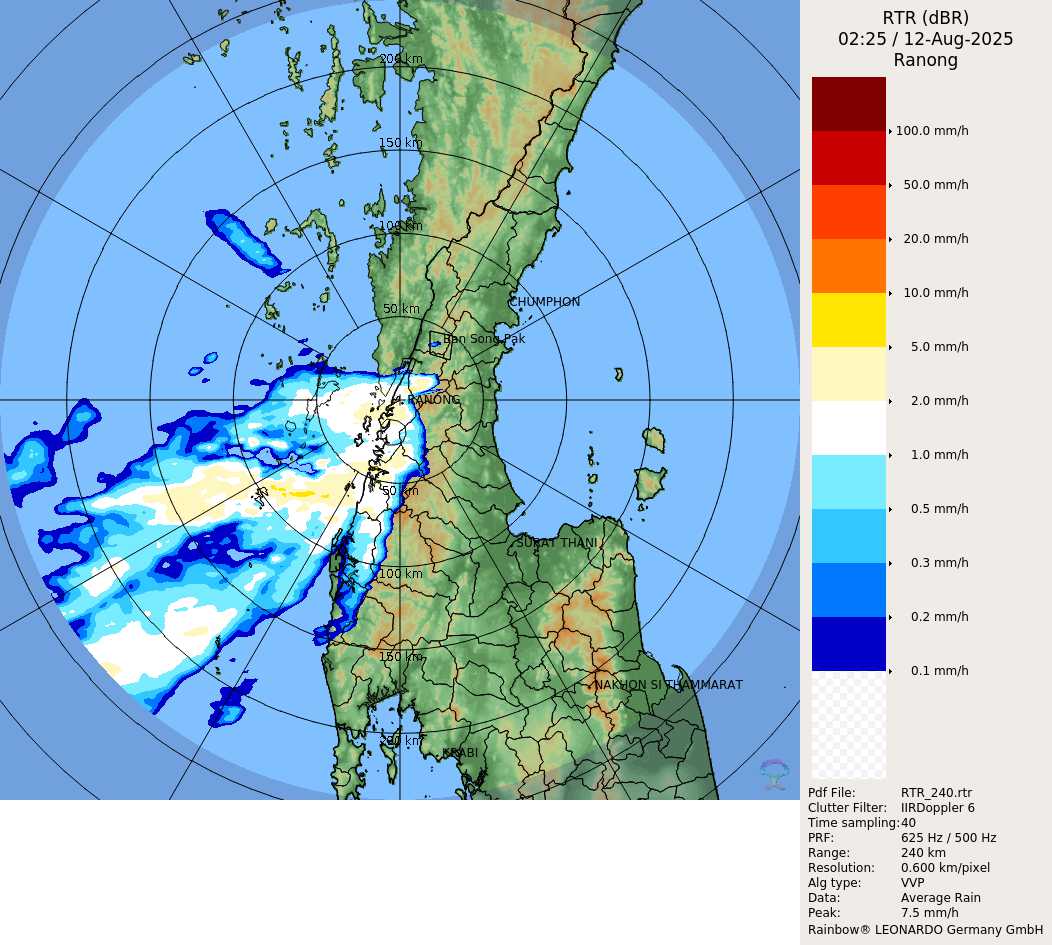 RTR (dBR)
02:25 / 12-Aug-2025
Ranong
100.0 mm/h
50.0 mm/h
20.0 mm/h
10.0 mm/h
5.0 mm/h
2.0 mm/h
1.0 mm/h
0.5 mm/h
0.3 mm/h
0.2 mm/h
0.1 mm/h
200 km
150 km
100 km
50 km
CHUMPHON
Ban Song Pak
RANONG
50 km
SURAT THANI
100 km
150 km
NAKHON SI THAMMARAT
200 km
KRABI
Pdf File: RTR_240.rtr
Clutter Filter: IIRDoppler 6
Time sampling: 40
PRF: 625 Hz / 500 Hz
Range: 240 km
Resolution: 0.600 km/pixel
Alg type: VVP
Data: Average Rain
Peak: 7.5 mm/h
Rainbow® LEONARDO Germany GmbH